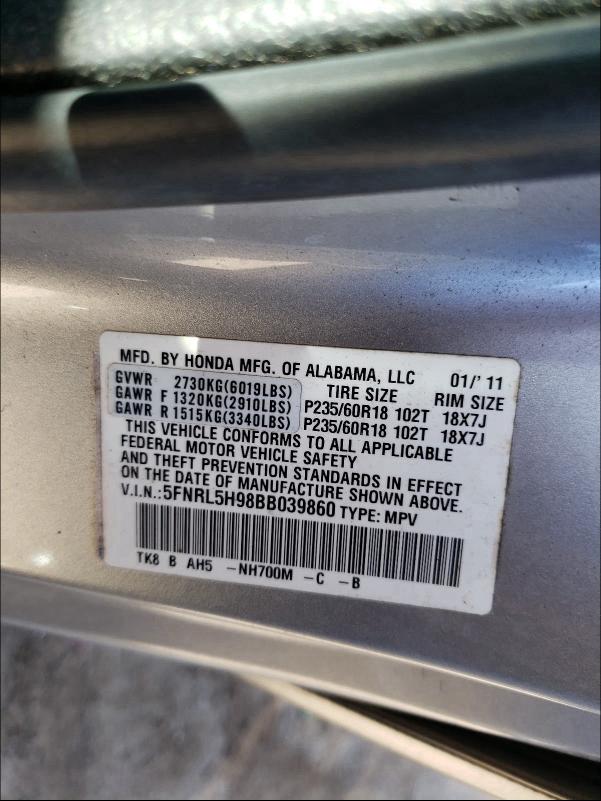 MFD. BY HONDA MFG. OF ALABAMA, LLC 01/'11
GVWR 2730KG(6019LBS) TIRE SIZE RIM SIZE
GAWR F 1320KG(2910LBS) P235/60R18 102T 18X7J
GAWR R 1515KG(3340LBS) P235/60R18 102T 18X7J
THIS VEHICLE CONFORMS TO ALL APPLICABLE
FEDERAL MOTOR VEHICLE SAFETY
AND THEFT PREVENTION STANDARDS IN EFFECT
ON THE DATE OF MANUFACTURE SHOWN ABOVE.
V.I.N.:5FNRL5H98BB039860 TYPE: MPV
TK8 B AH5 -NH700M -C -B